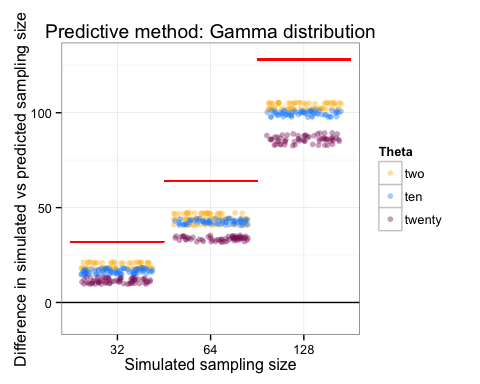 Predictive method: Gamma distribution
Difference in simulated vs predicted sampling size
100
50
0
32 64 128
Simulated sampling size
Theta
two
ten
twenty